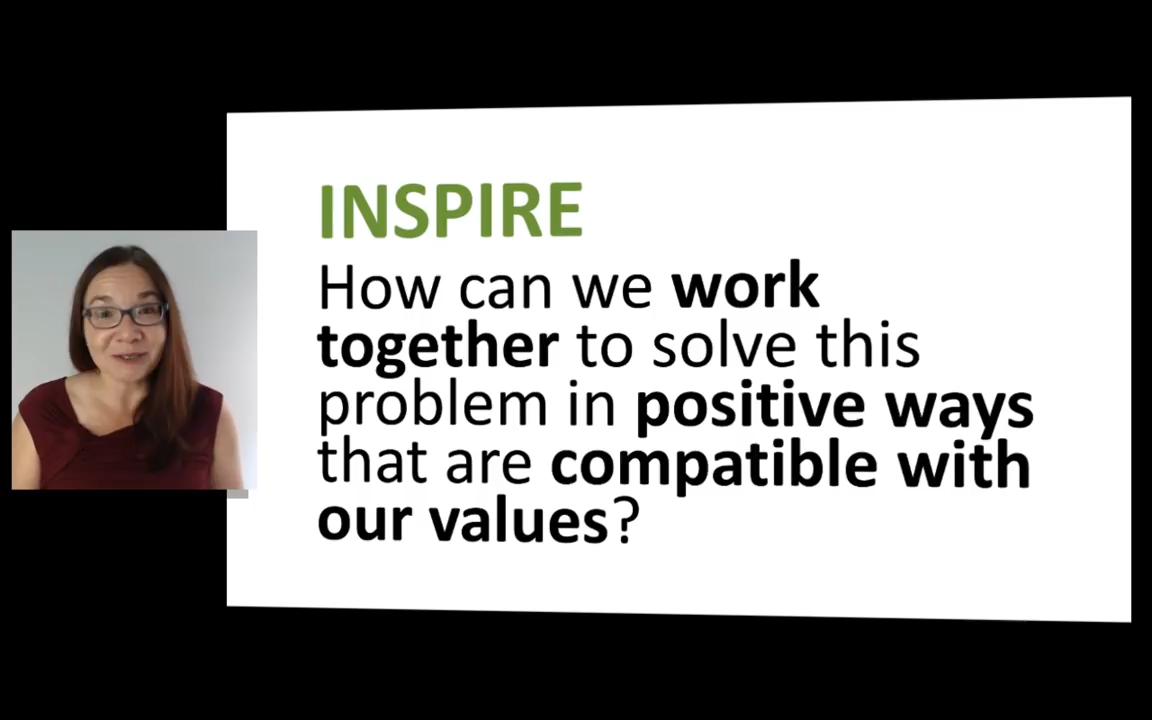 INSPIRE
How can we work
together to solve this
problem in positive ways
that are compatible with
our values?